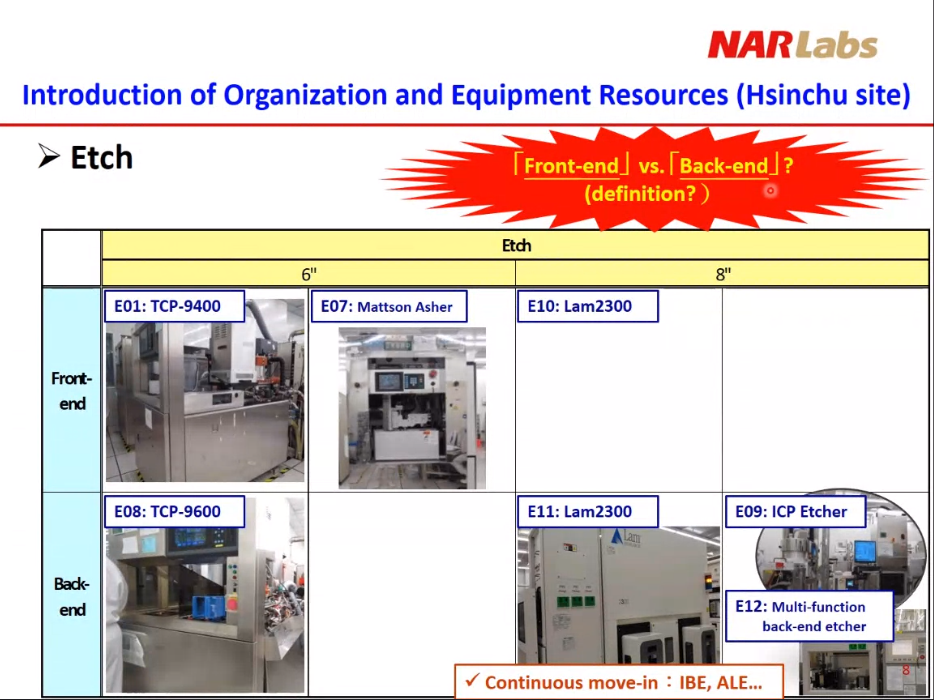 NARLabs
Introduction of Organization and Equipment Resources (Hsinchu site)
➢ Etch
「Front-end」 vs.「Back-end」?
(definition?）
Etch
6" 8"
E01: TCP-9400 E07: Mattson Asher E10: Lam2300
Front-
end
E08: TCP-9600 E11: Lam2300 E09: ICP Etcher
Lam
Back-
end
E12: Multi-function
back-end etcher
8
✓ Continuous move-in：IBE, ALE…